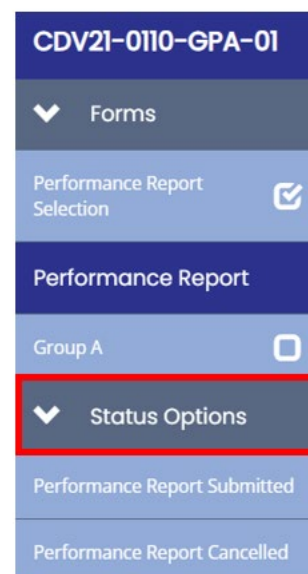 CDV21-0110-GPA-01
Forms
Performance Report
Selection
Performance Report
Group A
Status Options
Performance Report Submitted
Performance Report Cancelled